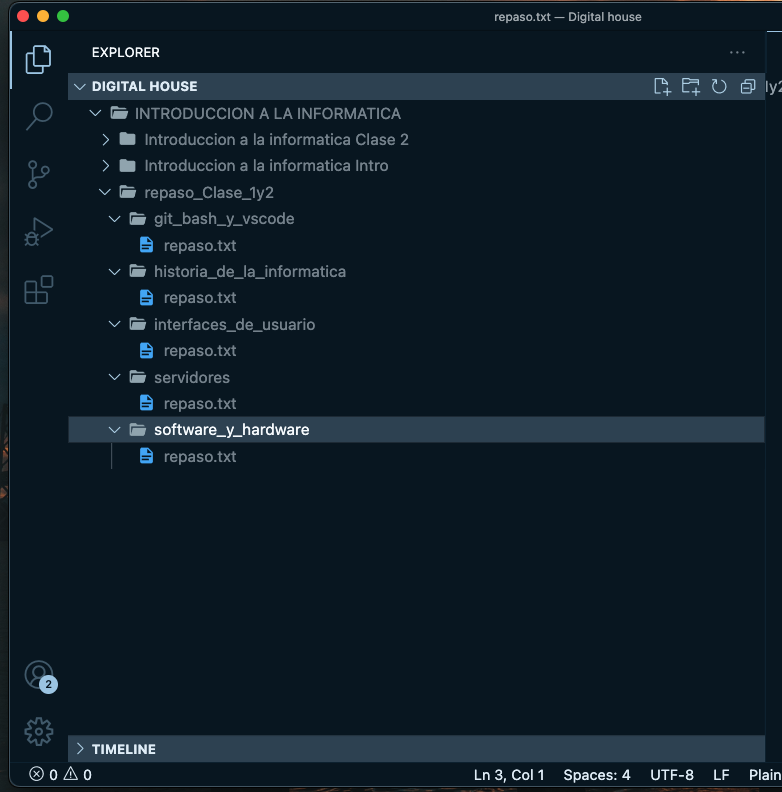 repaso.txt — Digital house
EXPLORER
DIGITAL HOUSE
INTRODUCCION A LA INFORMATICA
Introduccion a la informatica Clase 2
Introduccion a la informatica Intro
repaso_Clase_1y2
git_bash_y_vscode
repaso.txt
historia_de_la_informatica
repaso.txt
interfaces_de_usuario
repaso.txt
servidores
repaso.txt
software_y_hardware
repaso.txt
2
TIMELINE
0 0 Ln 3, Col 1 Spaces: 4 UTF-8 LF Plain